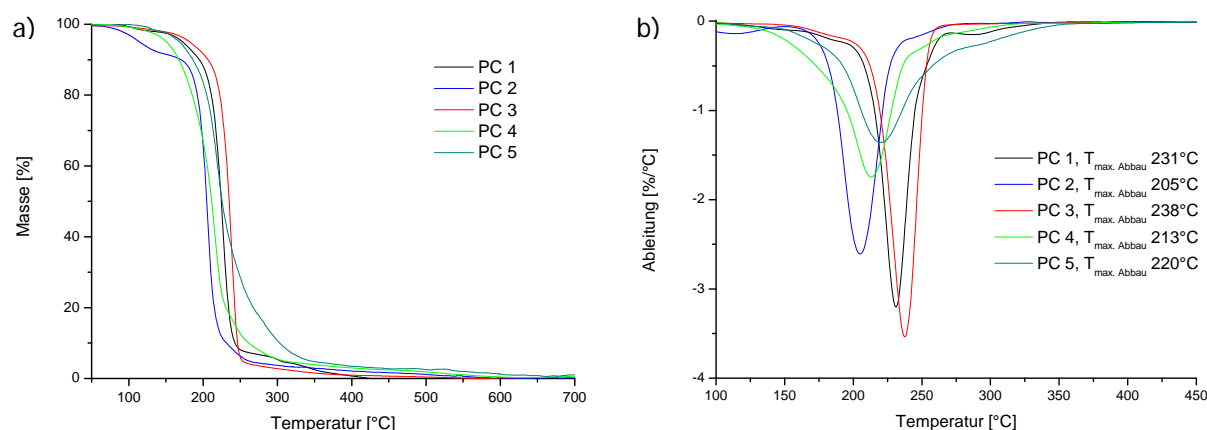 a)
100
80
60
40
20
0
Masse [%]
100
200
300
400
500
600
700
Temperatur [°C]
PC 1
PC 2
PC 3
PC 4
PC 5
b)
0
-1
-2
-3
-4
Ableitung [%/°C]
100
150
200
250
300
350
400
450
Temperatur [°C]
PC 1, Tmax. Abbau 231°C
PC 2, Tmax. Abbau 205°C
PC 3, Tmax. Abbau 238°C
PC 4, Tmax. Abbau 213°C
PC 5, Tmax. Abbau 220°C